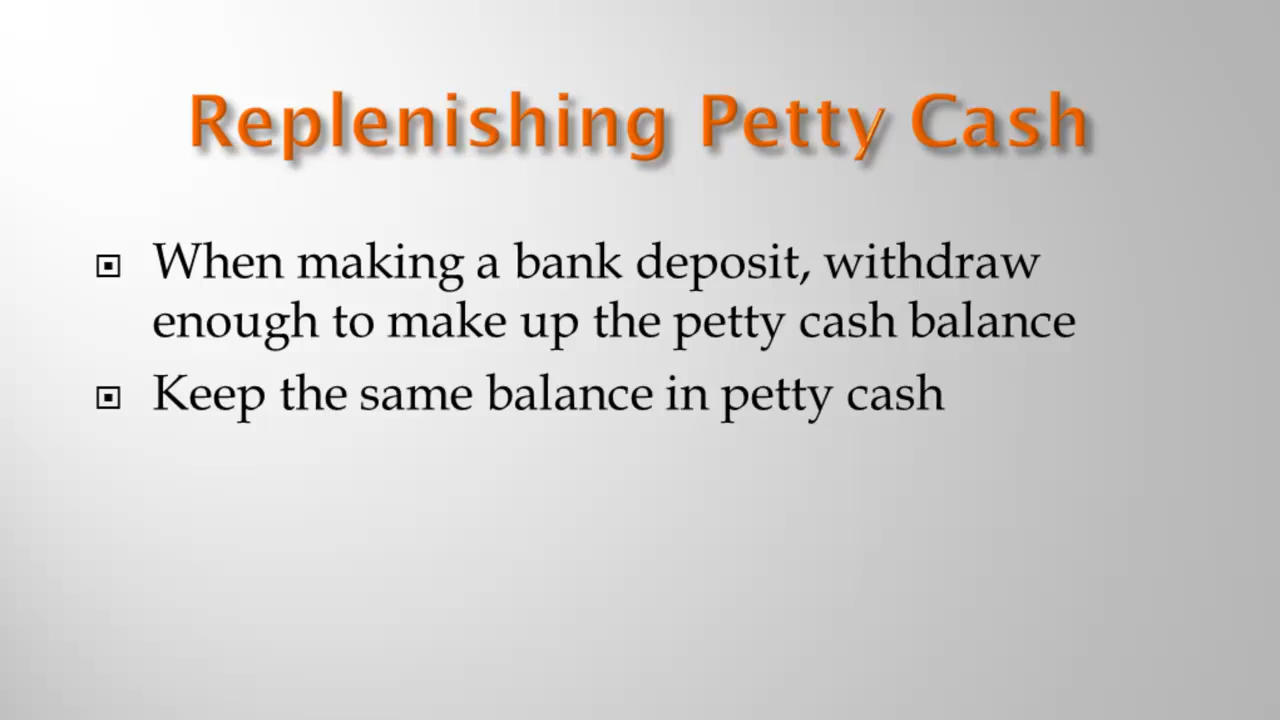 Replenishing Petty Cash
When making a bank deposit, withdraw
enough to make up the petty cash balance
Keep the same balance in petty cash